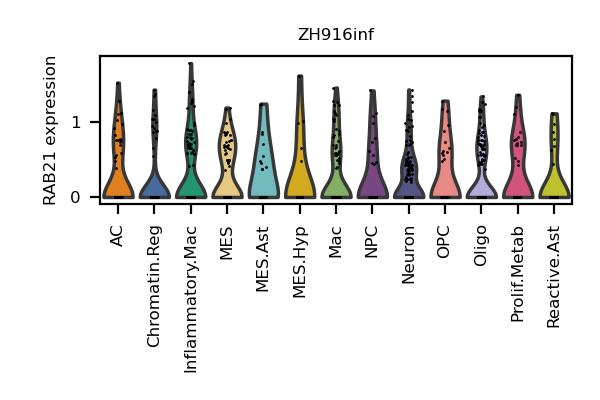 ZH916inf
RAB21 expression
1
0
AC
Chromatin.Reg
Inflammatory.Mac
MES
MES.Ast
MES.Hyp
Mac
NPC
Neuron
OPC
Oligo
Prolif.Metab
Reactive.Ast